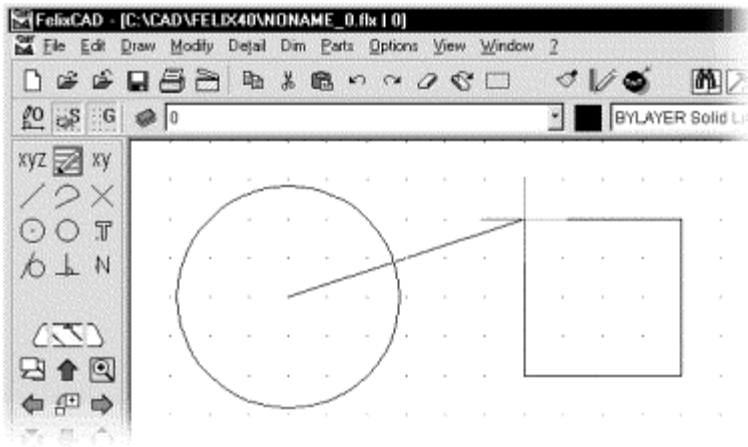 FelixCAD - [C:\CAD\FELIX40\NONAME_0.flx | 0]
File Edit Draw Modify Detail Dim Parts Options View Window ?
S G 0 BYLAYER Solid Li
xyz xy
T
N